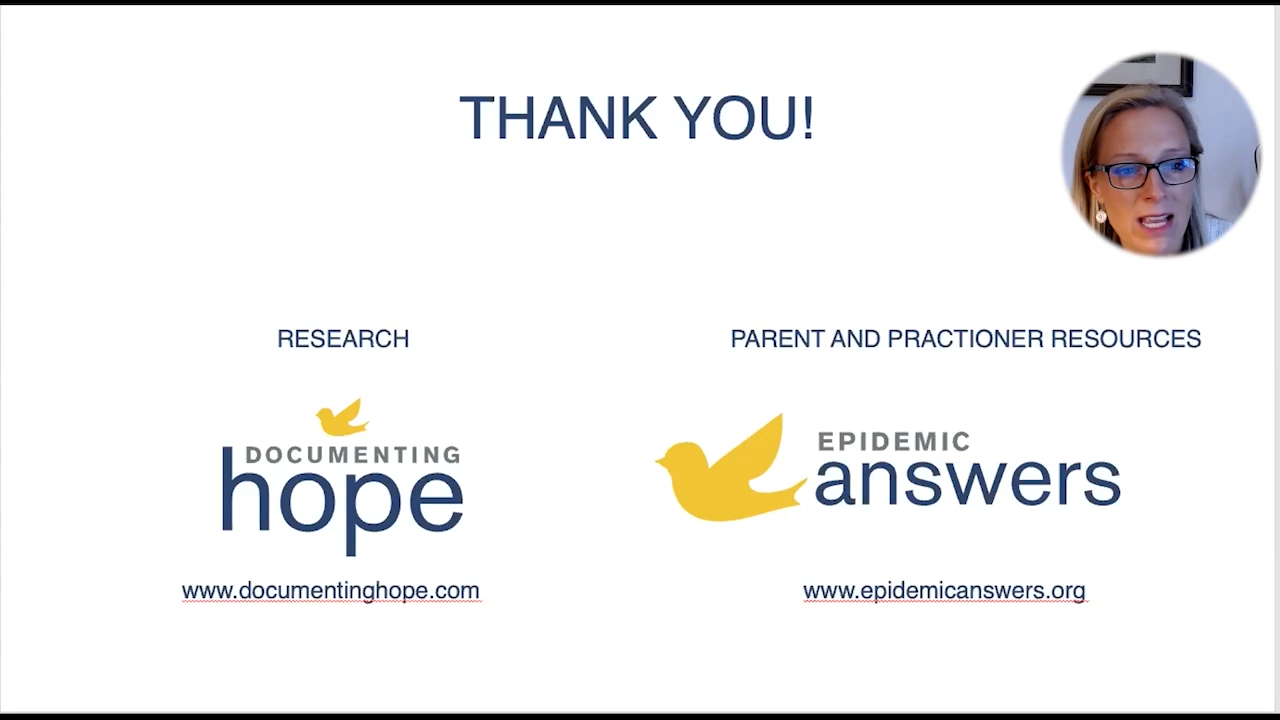 THANK YOU!
RESEARCH
PARENT AND PRACTIONER RESOURCES
DOCUMENTING
hope
EPIDEMIC
answers
www.documentinghope.com
www.epidemicanswers.org